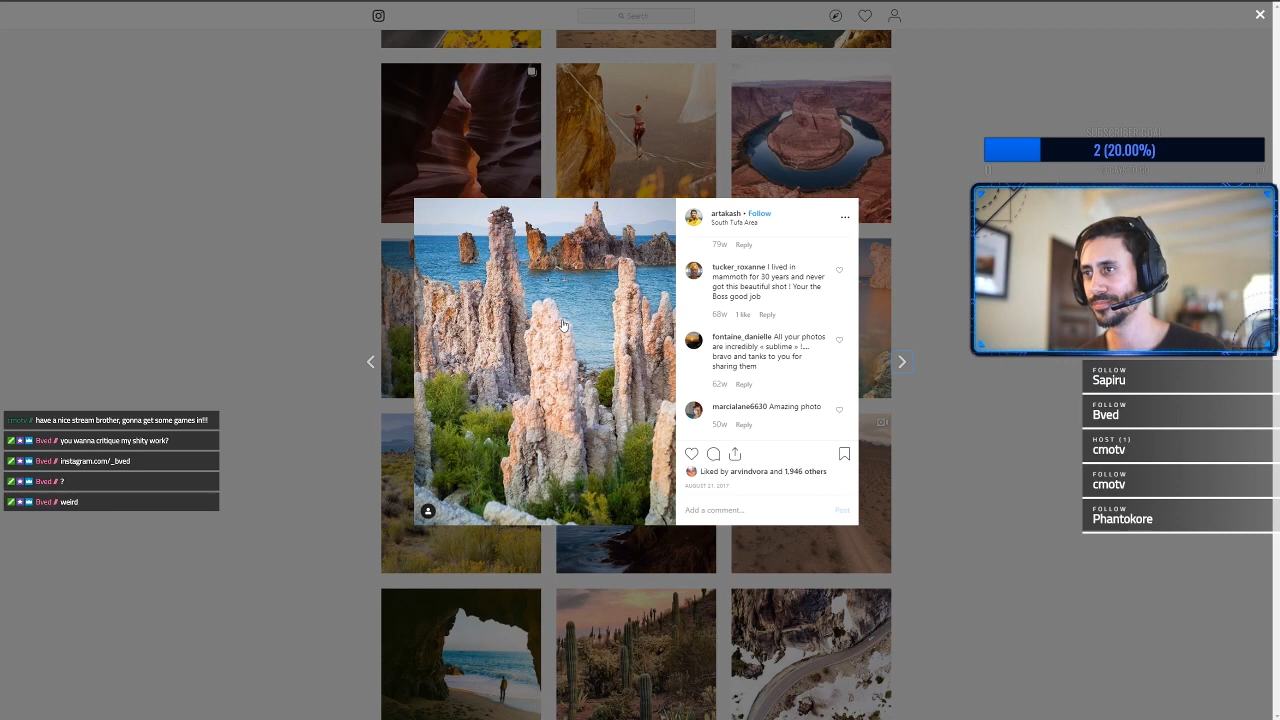 Search
artakash • Follow
South Tufa Area
79w Reply
tucker_roxanne I lived in
mammoth for 30 years and never
got this beautiful shot ! Your the
Boss good job
68w 1 like Reply
fontaine_danielle All your photos
are incredibly « sublime » !....
bravo and tanks to you for
sharing them
62w Reply
marcialane6630 Amazing photo
50w Reply
Liked by arvindvora and 1,946 others
AUGUST 21, 2017
Add a comment... Post
cmotv // have a nice stream brother, gonna get some games in!!!
Bved // you wanna critique my shity work?
Bved // instagram.com/_bved
Bved // ?
Bved // weird
SUBSCRIBER GOAL
2 (20.00%)
FOLLOW
Sapiru
FOLLOW
Bved
HOST (1)
cmotv
FOLLOW
cmotv
FOLLOW
Phantokore